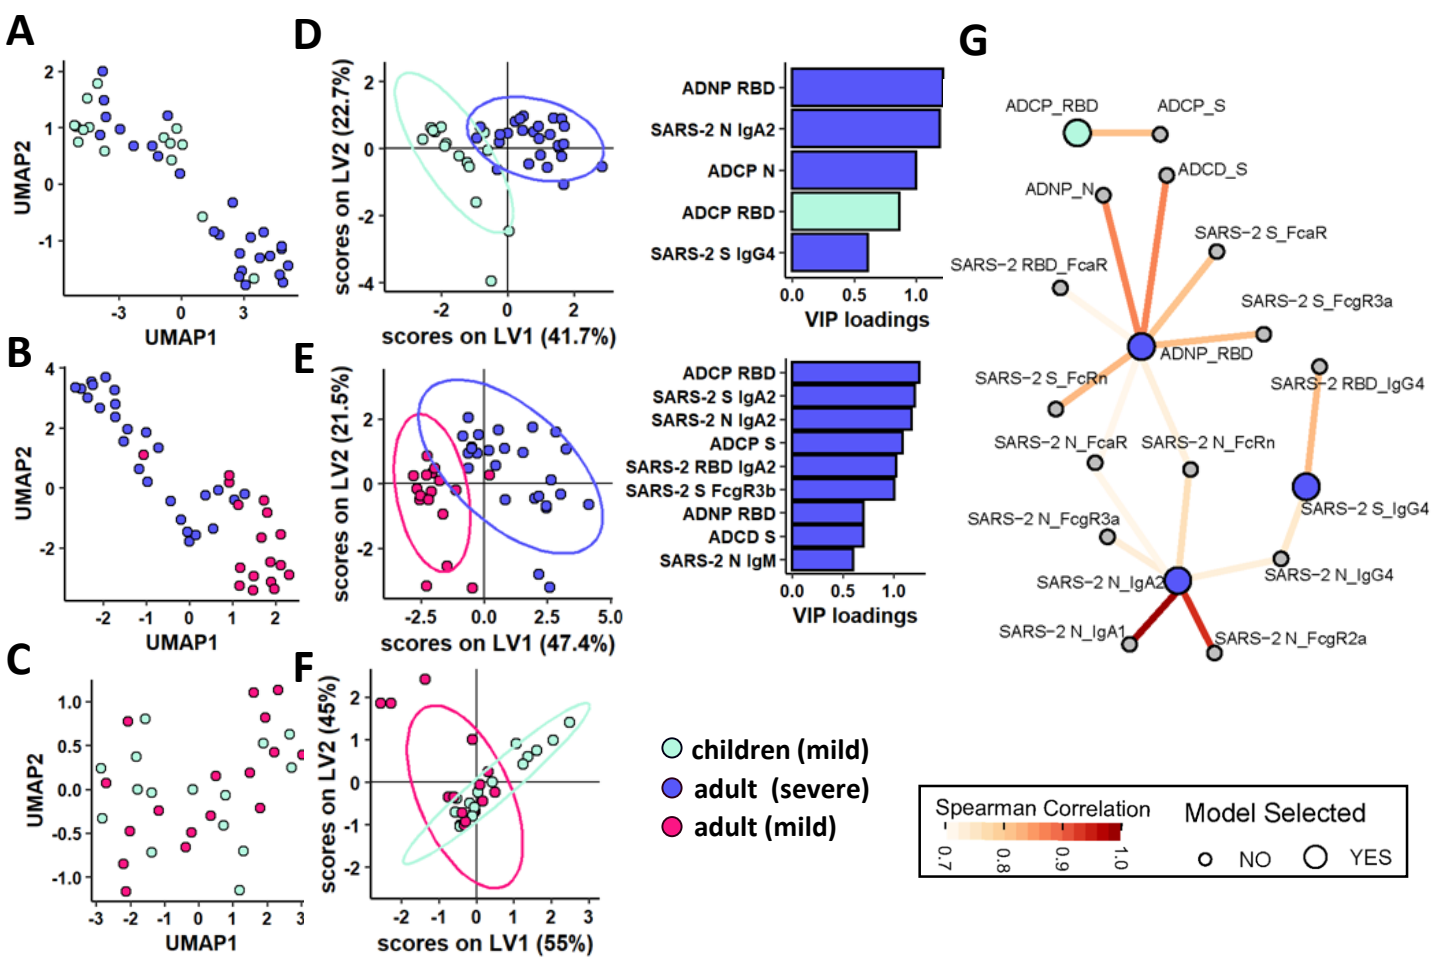 A
UMAP2
2
1
0
-1
-3
0
3
UMAP1
B
UMAP2
4
2
0
-2
-2
-1
0
1
2
UMAP1
C
UMAP2
1.0
0.5
0.0
-0.5
-1.0
-3
-2
-1
0
1
2
3
UMAP1
D
scores on LV2 (22.7%)
2
0
-2
-4
-2
0
2
scores on LV1 (41.7%)
ADNP RBD
SARS-2 N IgA2
ADCP N
ADCP RBD
SARS-2 S IgG4
0.0
0.5
1.0
VIP loadings
E
scores on LV2 (21.5%)
2
0
-2
-2.5
0.0
2.5
5.0
scores on LV1 (47.4%)
ADCP RBD
SARS-2 S IgA2
SARS-2 N IgA2
ADCP S
SARS-2 RBD IgA2
SARS-2 S FcgR3b
ADNP RBD
ADCD S
SARS-2 N IgM
0.0
0.5
1.0
VIP loadings
F
scores on LV2 (45%)
2
1
0
-1
-2
-2
-1
0
1
2
3
scores on LV1 (55%)
children (mild)
adult (severe)
adult (mild)
G
ADCP_RBD
ADCP_S
ADCD_S
ADNP_N
SARS-2 S_FcaR
SARS-2 RBD_FcaR
SARS-2 S_FcgR3a
ADNP_RBD
SARS-2 S_FcRn
SARS-2 RBD_IgG4
SARS-2 N_FcaR
SARS-2 N_FcRn
SARS-2 S_IgG4
SARS-2 N_FcgR3a
SARS-2 N_IgG4
SARS-2 N_IgA2
SARS-2 N_IgA1
SARS-2 N_FcgR2a
Spearman Correlation
0.7
0.8
0.9
1.0
Model Selected
NO
YES